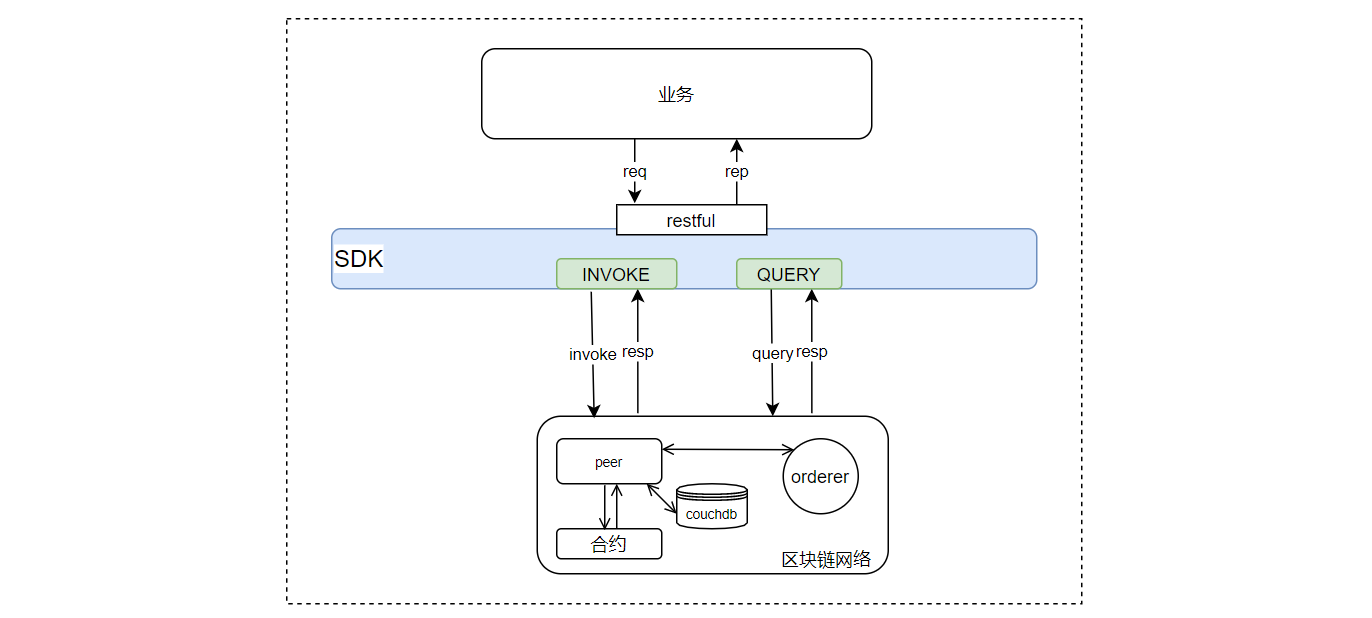 业务
req
rep
restful
SDK
INVOKE
QUERY
invoke
resp
query
resp
peer
orderer
couchdb
合约
区块链网络